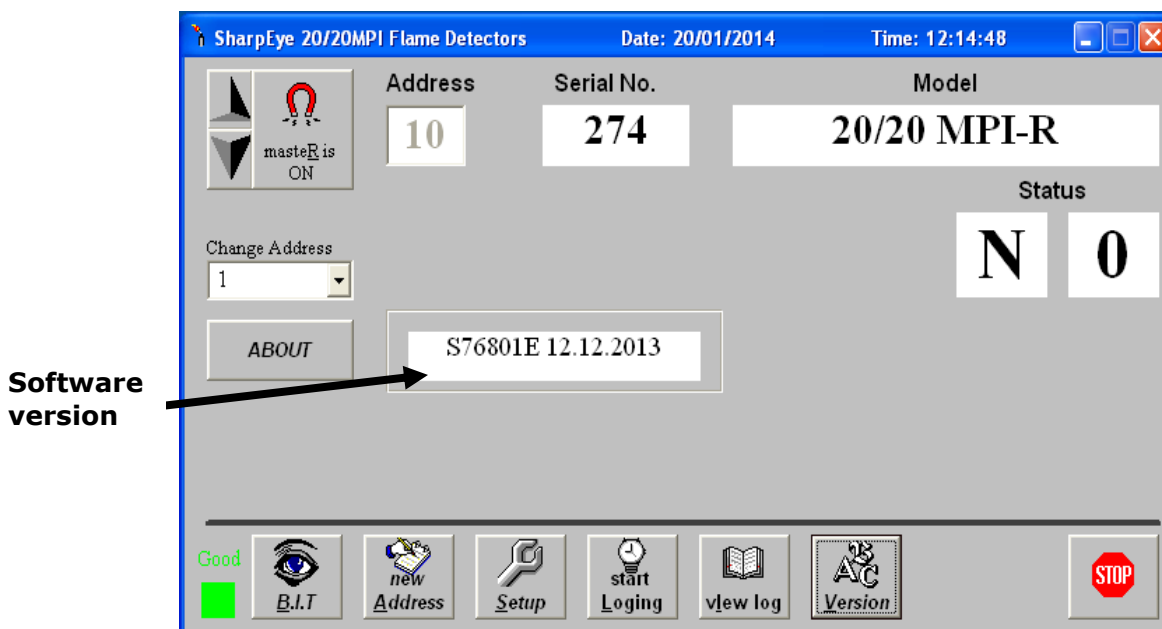 SharpEye 20/20MPI Flame Detectors Date: 20/01/2014 Time: 12:14:48
Address Serial No. Model
masteR is
ON
10 274 20/20 MPI-R
Status
N 0
Change Address
1
ABOUT
S76801E 12.12.2013
Software
version
Good
B.I.T
new
Address
Setup
start
Loging
vIew log
Version
STOP